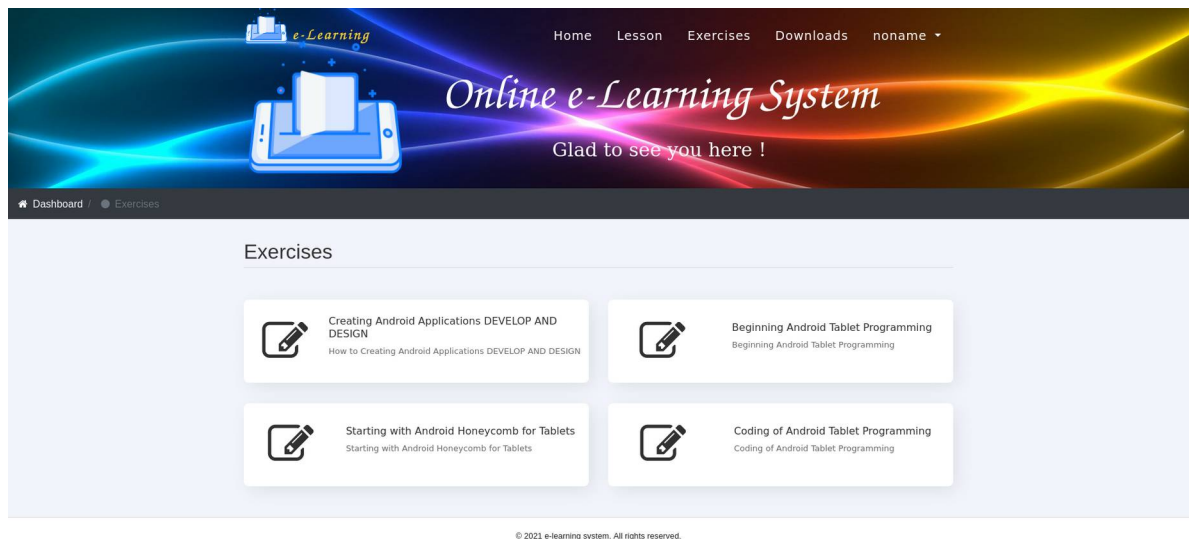 e-Learning
Home Lesson Exercises Downloads noname
Online e-Learning System
Glad to see you here !
Dashboard / Exercises
Exercises
Creating Android Applications DEVELOP AND
DESIGN
How to Creating Android Applications DEVELOP AND DESIGN
Beginning Android Tablet Programming
Beginning Android Tablet Programming
Starting with Android Honeycomb for Tablets
Starting with Android Honeycomb for Tablets
Coding of Android Tablet Programming
Coding of Android Tablet Programming
© 2021 e-learning system. All rights reserved.